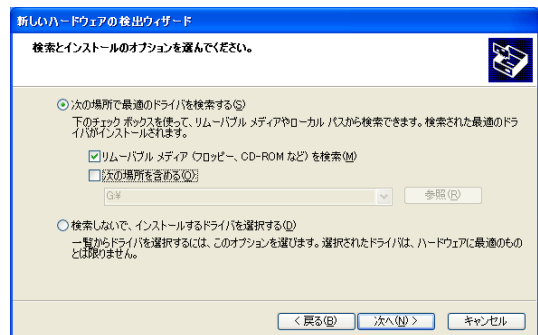 新しいハードウェアの検出ウィザード
検索とインストールのオプションを選んでください。
次の場所で最適のドライバを検索する(S)
下のチェック ボックスを使って、リムーバブル メディアやローカル パスから検索できます。検索された最適のドラ
イバがインストールされます。
リムーバブル メディア (フロッピー、CD-ROM など) を検索(M)
次の場所を含める(O):
G:¥
参照(R)
検索しないで、インストールするドライバを選択する(D)
一覧からドライバを選択するには、このオプションを選びます。選択されたドライバは、ハードウェアに最適のもの
とは限りません。
< 戻る(B)
次へ(N) >
キャンセル